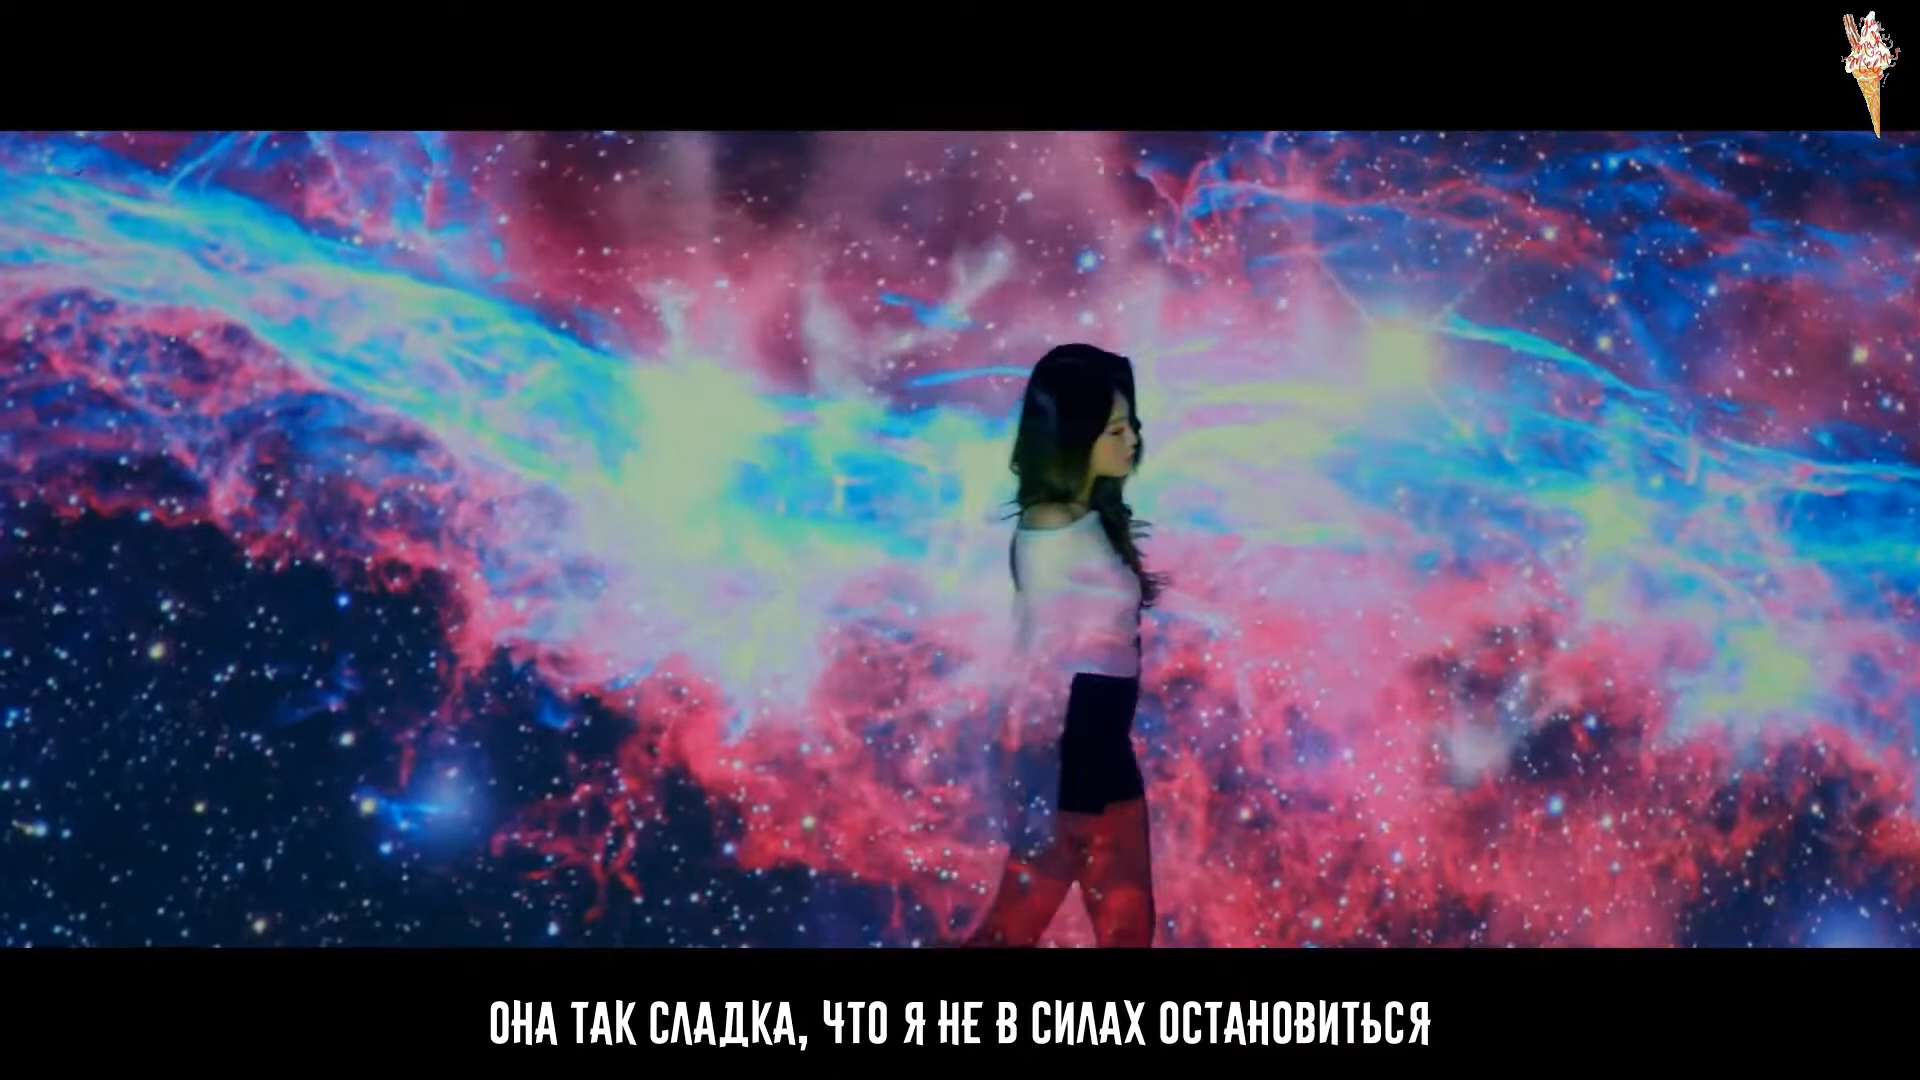 ОНА ТАК СЛАДКА, ЧТО Я НЕ В СИЛАХ ОСТАНОВИТЬСЯ